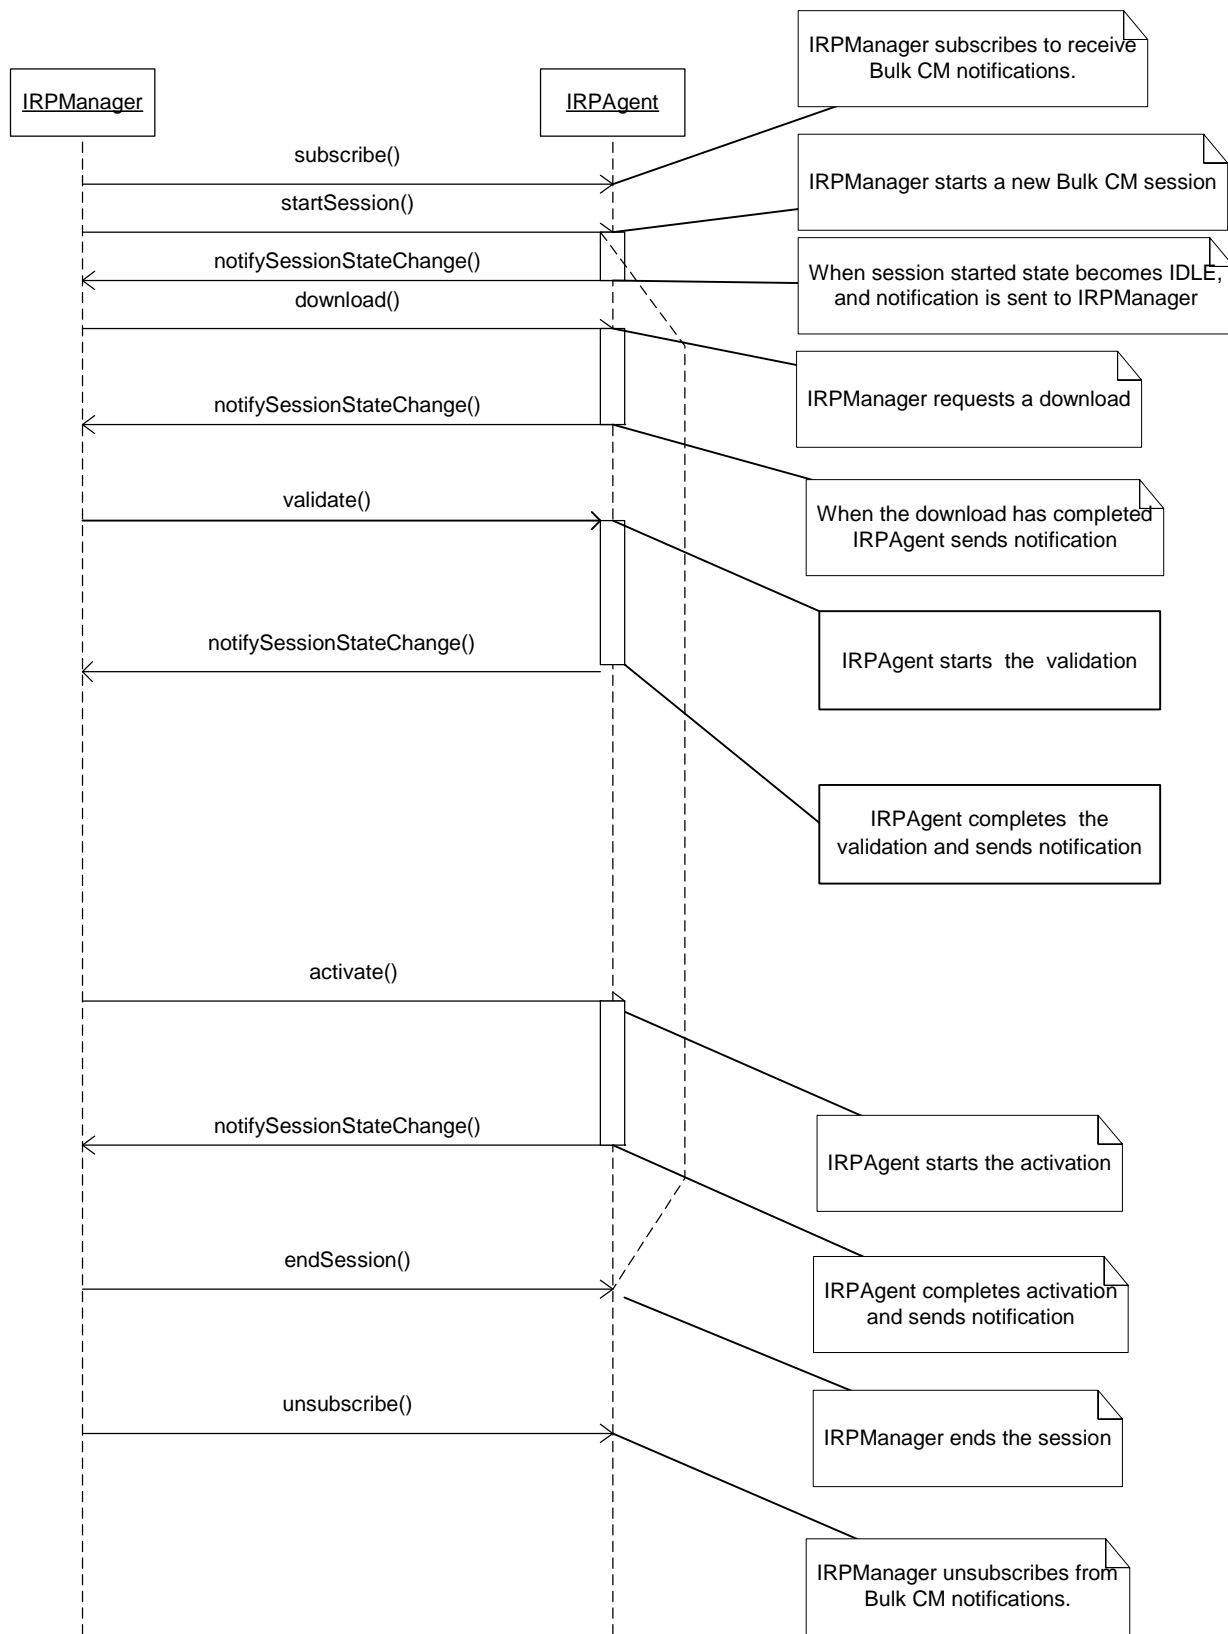 IRPManager
IRPAgent
IRPManager subscribes to receive
Bulk CM notifications.
subscribe()
IRPManager starts a new Bulk CM session
startSession()
notifySessionStateChange()
When session started state becomes IDLE,
and notification is sent to IRPManager
download()
IRPManager requests a download
notifySessionStateChange()
validate()
When the download has completed
IRPAgent sends notification
notifySessionStateChange()
IRPAgent starts the validation
IRPAgent completes the
validation and sends notification
activate()
notifySessionStateChange()
IRPAgent starts the activation
endSession()
IRPAgent completes activation
and sends notification
unsubscribe()
IRPManager ends the session
IRPManager unsubscribes from
Bulk CM notifications.